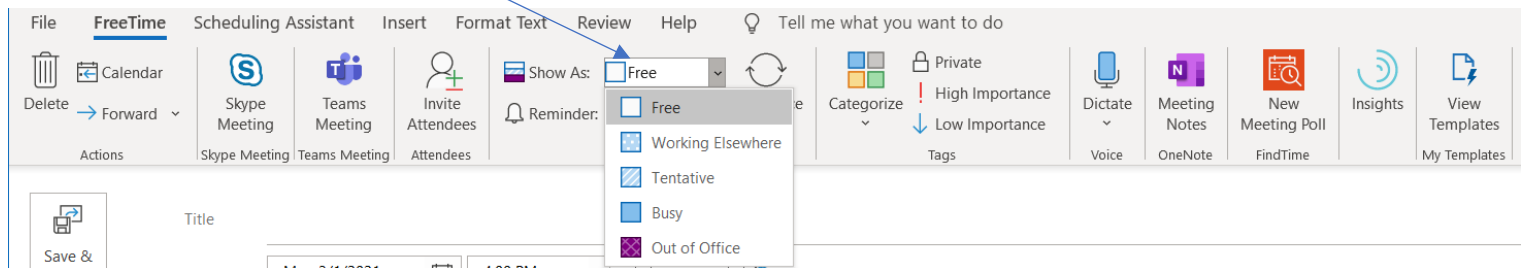 File FreeTime Scheduling Assistant Insert Format Text Review Help Tell me what you want to do
Delete
Calendar
Forward
Actions
Skype
Meeting
Skype Meeting
Teams
Meeting
Teams Meeting
Invite
Attendees
Attendees
Show As: Free
Reminder:
Free
Working Elsewhere
Tentative
Busy
Out of Office
Categorize
Private
High Importance
Low Importance
Tags
Dictate
Voice
Meeting
Notes
OneNote
New
Meeting Poll
FindTime
Insights
View
Templates
My Templates
Save &
Title